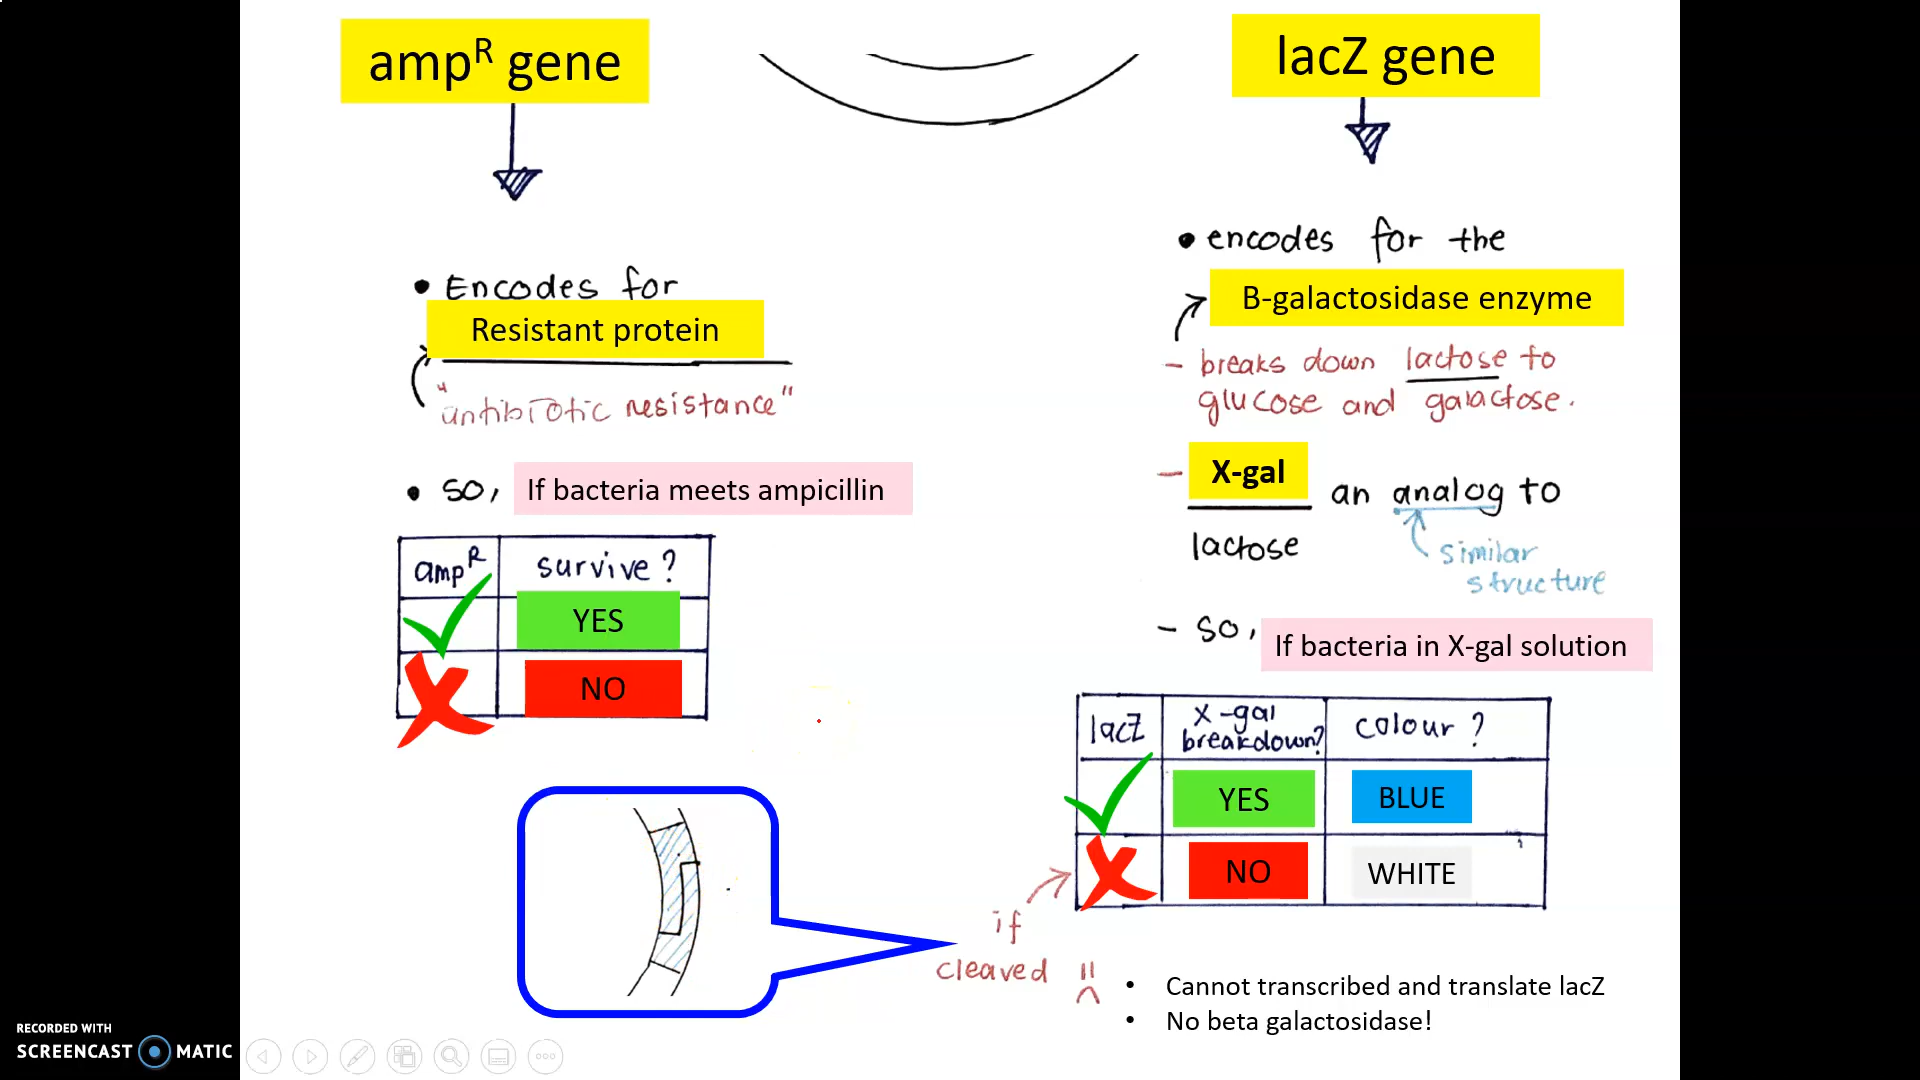 amp^R gene
Encodes for
Resistant protein
"antibiotic resistance"
so, If bacteria meets ampicillin
amp^R survive?
YES
NO
lacZ gene
encodes for the
B-galactosidase enzyme
- breaks down lactose to
glucose and galactose.
- X-gal an analog to
lactose
similar
structure
- so, If bacteria in X-gal solution
lacZ X-gal breakdown? colour?
YES BLUE
NO WHITE
if
cleaved
• Cannot transcribed and translate lacZ
• No beta galactosidase!
RECORDED WITH
SCREENCAST MATIC